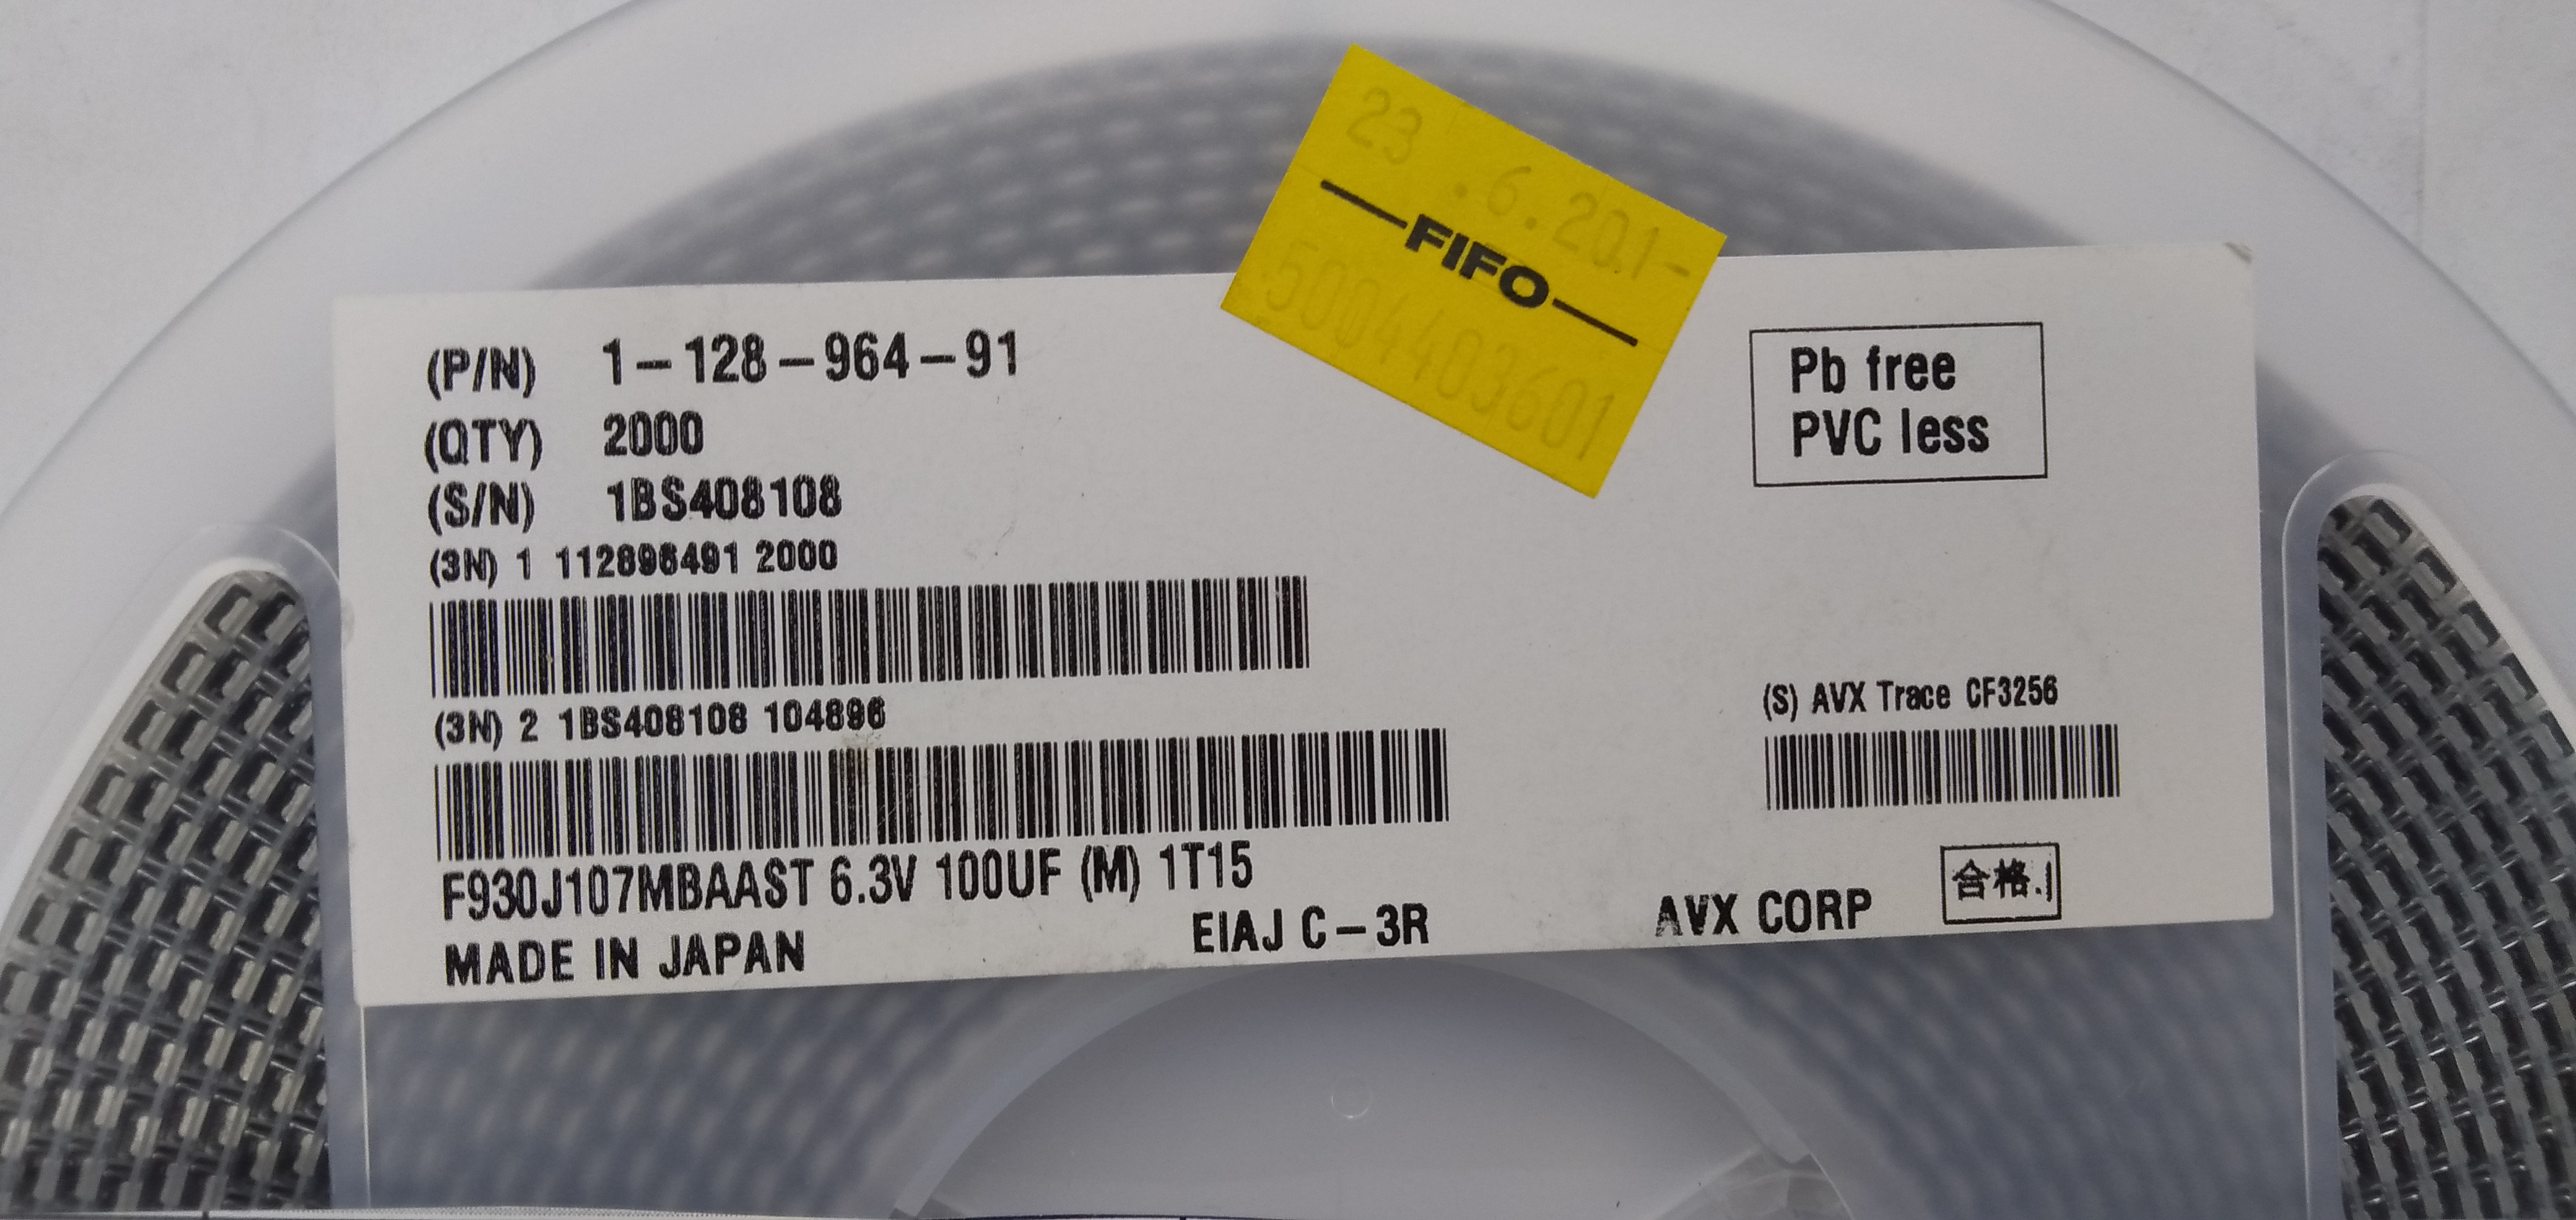 23 .6.201-
—FIFO—
5004403601
(P/N) 1-128-964-91
(QTY) 2000
(S/N) 1BS408108
(3N) 1 112896491 2000
(3N) 2 1BS408108 104896
F930J107MBAAST 6.3V 100UF (M) 1T15
MADE IN JAPAN
EIAJ C-3R
Pb free
PVC less
(S) AVX Trace CF3256
AVX CORP
合格.